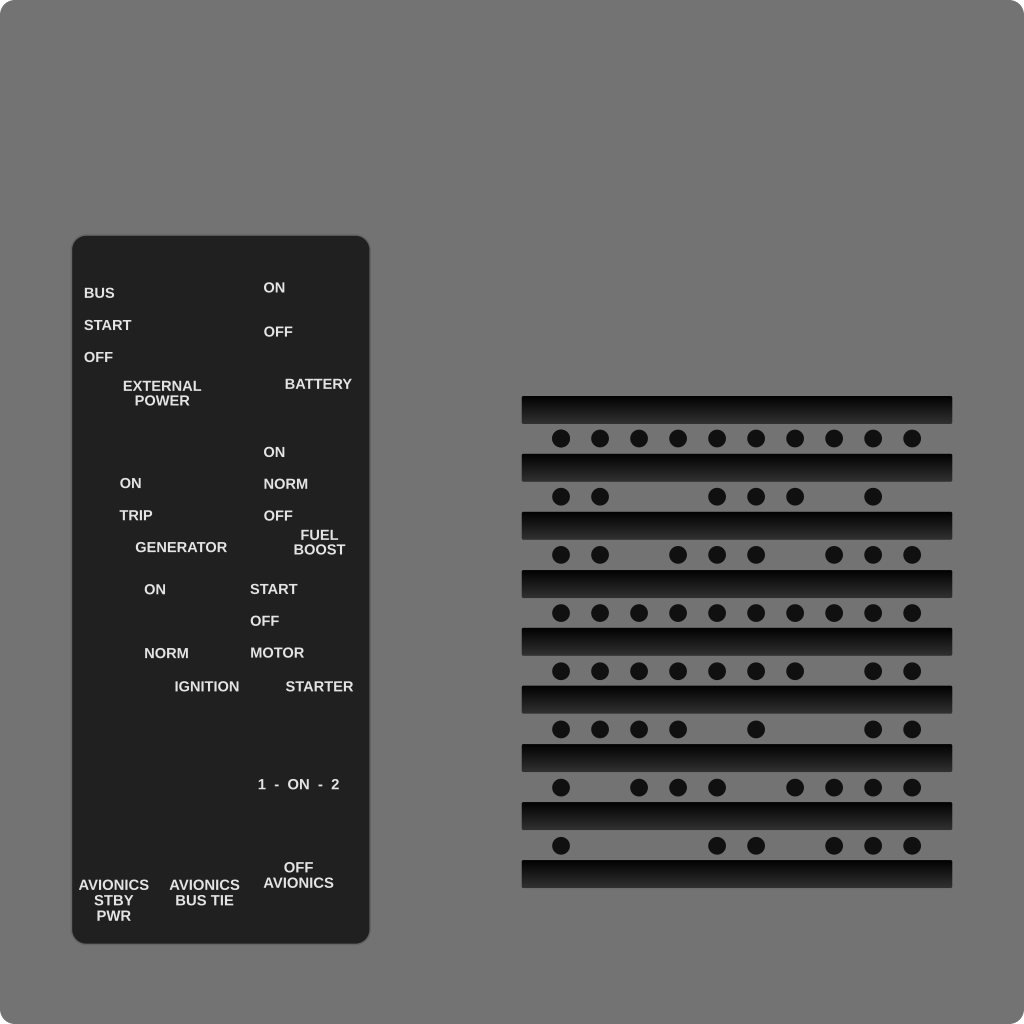 BUS
START
OFF
EXTERNAL
POWER
ON
OFF
BATTERY
ON
TRIP
GENERATOR
ON
NORM
OFF
FUEL
BOOST
ON
NORM
IGNITION
START
OFF
MOTOR
STARTER
1 - ON - 2
OFF
AVIONICS
AVIONICS
STBY
PWR
AVIONICS
BUS TIE